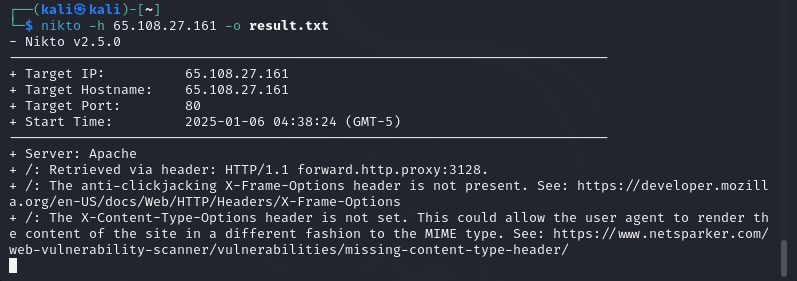 ┌──(kali㉿kali)-[~]
└─$ nikto -h 65.108.27.161 -o result.txt
- Nikto v2.5.0
---------------------------------------------------------------------------
+ Target IP:          65.108.27.161
+ Target Hostname:    65.108.27.161
+ Target Port:        80
+ Start Time:         2025-01-06 04:38:24 (GMT-5)
---------------------------------------------------------------------------
+ Server: Apache
+ /: Retrieved via header: HTTP/1.1 forward.http.proxy:3128.
+ /: The anti-clickjacking X-Frame-Options header is not present. See: https://developer.mozill
a.org/en-US/docs/Web/HTTP/Headers/X-Frame-Options
+ /: The X-Content-Type-Options header is not set. This could allow the user agent to render th
e content of the site in a different fashion to the MIME type. See: https://www.netsparker.com/
web-vulnerability-scanner/vulnerabilities/missing-content-type-header/